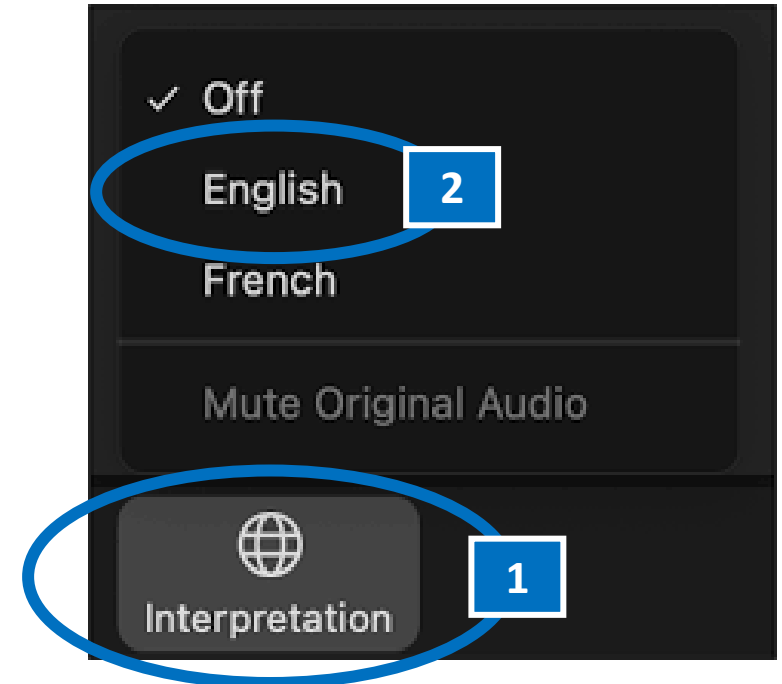 ✓ Off
English
2
French
Mute Original Audio
1
Interpretation